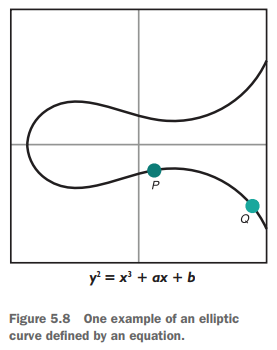 P
Q
y² = x³ + ax + b
Figure 5.8 One example of an elliptic
curve defined by an equation.